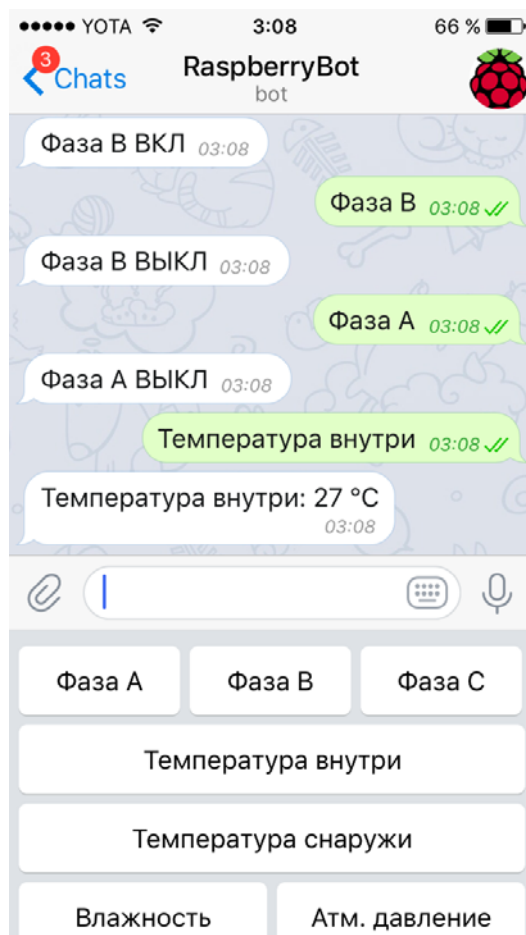 YOTA 3:08 66 %
3
Chats RaspberryBot
bot
Фаза B ВКЛ 03:08
Фаза B 03:08
Фаза B ВЫКЛ 03:08
Фаза A 03:08
Фаза A ВЫКЛ 03:08
Температура внутри 03:08
Температура внутри: 27 °C
03:08
Фаза A Фаза B Фаза C
Температура внутри
Температура снаружи
Влажность Атм. давление